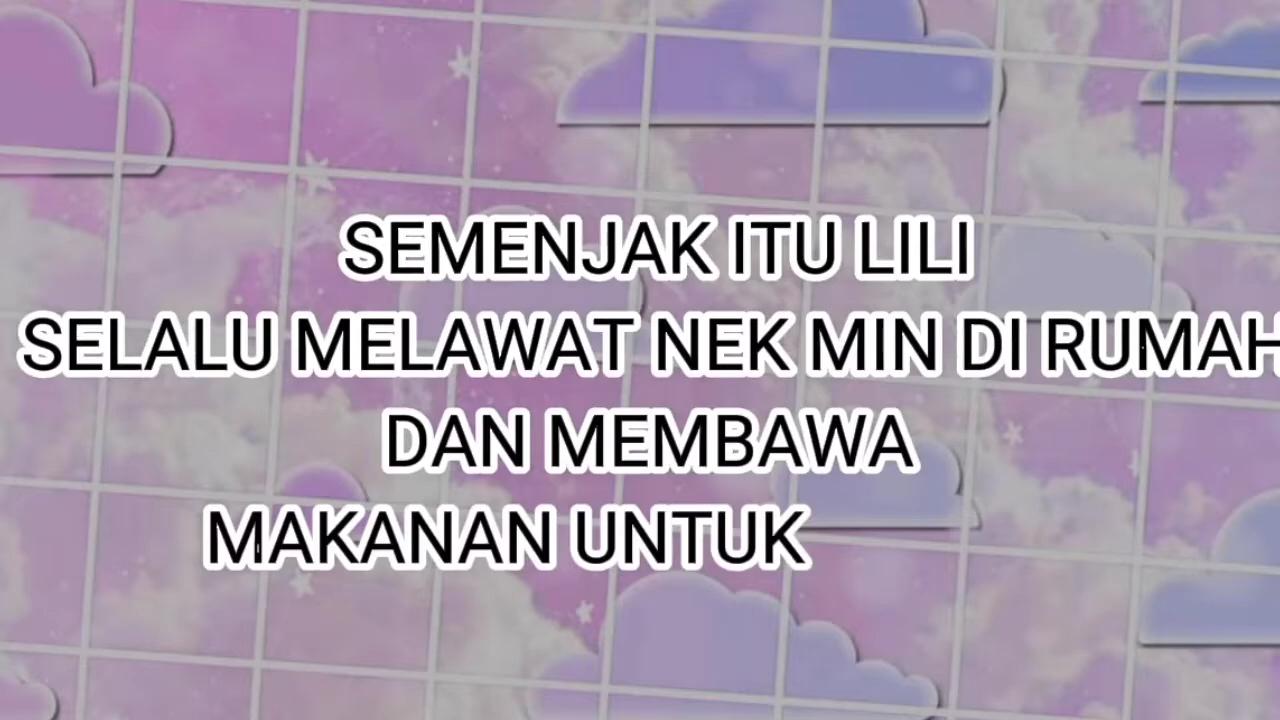 SEMENJAK ITU LILI
SELALU MELAWAT NEK MIN DI RUMAH
DAN MEMBAWA
MAKANAN UNTUK